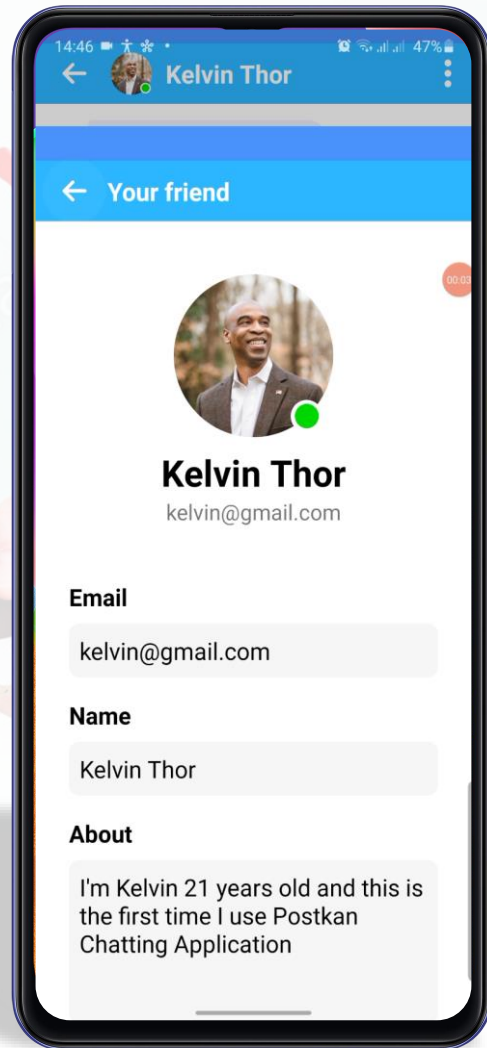 14:46
47%
Kelvin Thor
Your friend
00:03
Kelvin Thor
kelvin@gmail.com
Email
kelvin@gmail.com
Name
Kelvin Thor
About
I'm Kelvin 21 years old and this is
the first time I use Postkan
Chatting Application